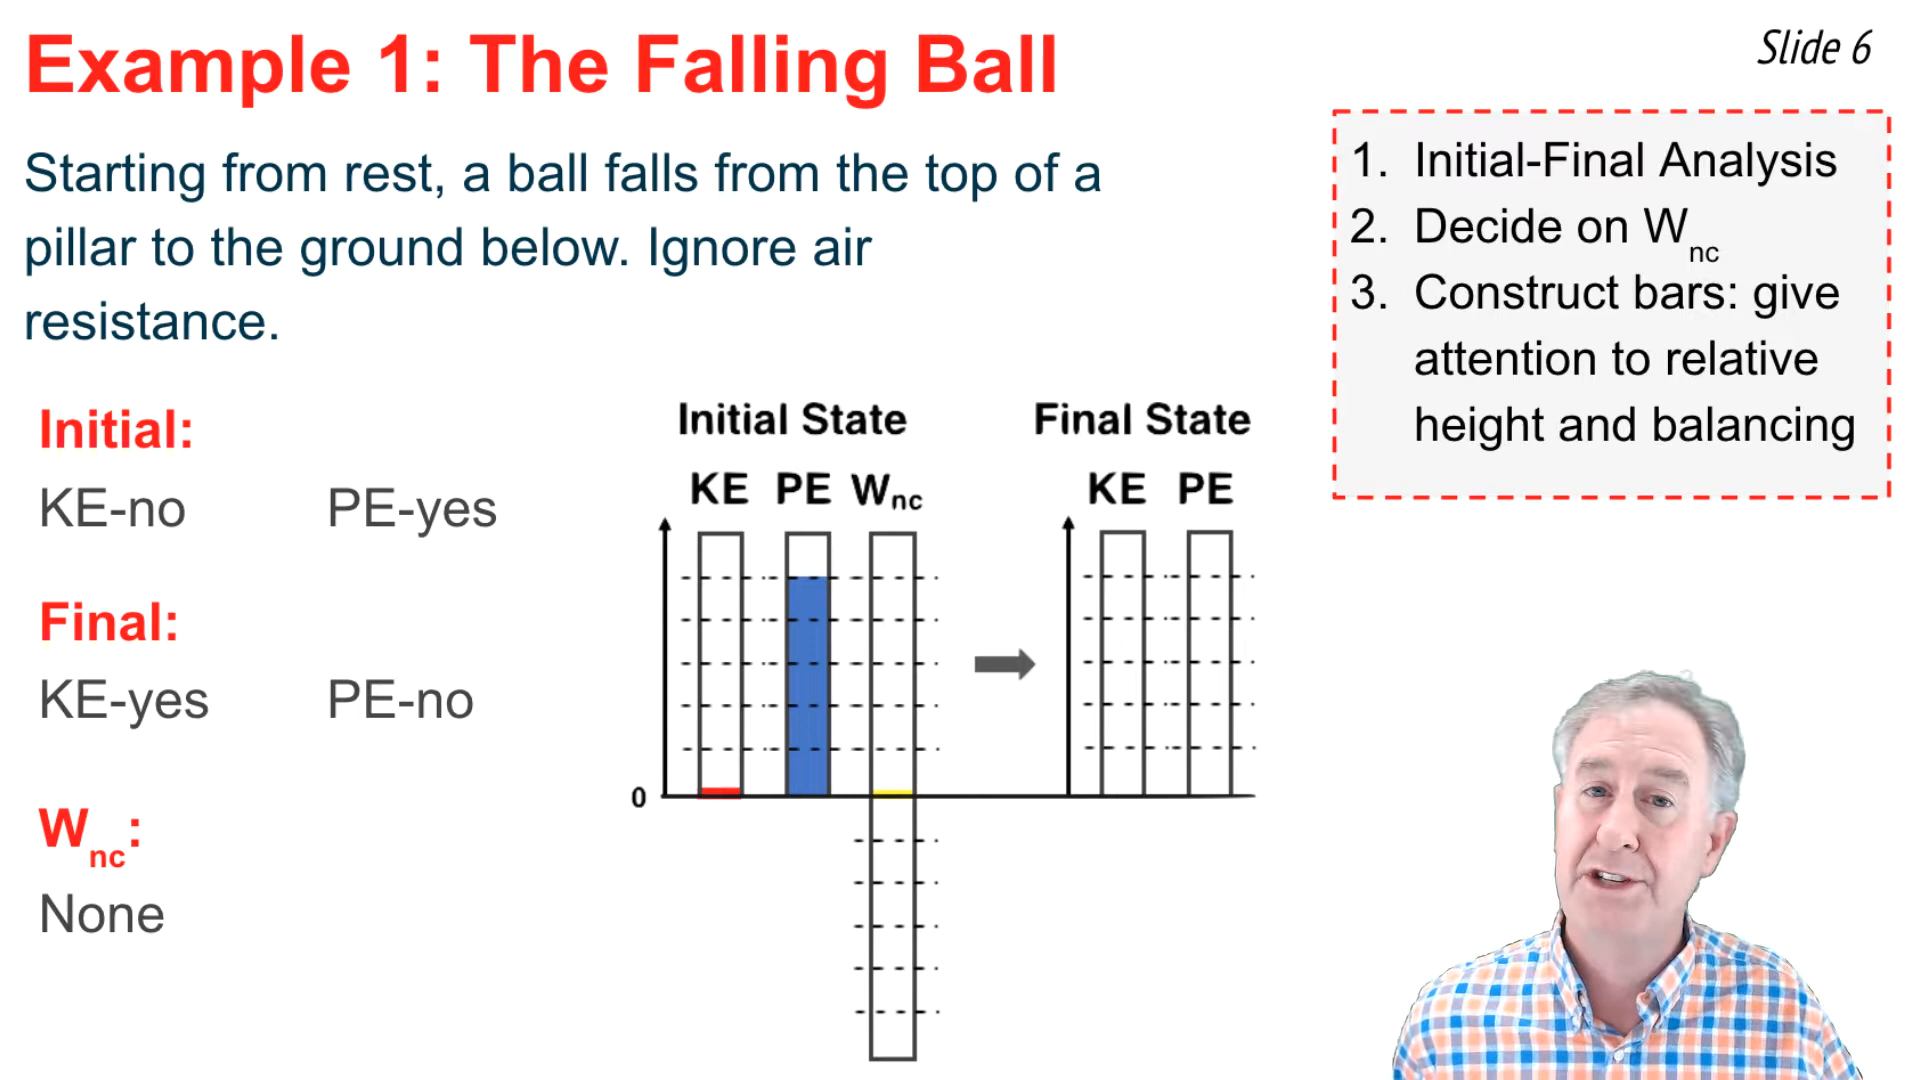 Example 1: The Falling Ball
Slide 6
Starting from rest, a ball falls from the top of a
pillar to the ground below. Ignore air
resistance.
1. Initial-Final Analysis
2. Decide on Wnc
3. Construct bars: give
attention to relative
height and balancing
Initial:
KE-no PE-yes
Final:
KE-yes PE-no
Wnc:
None
Initial State
KE PE Wnc
Final State
KE PE
0